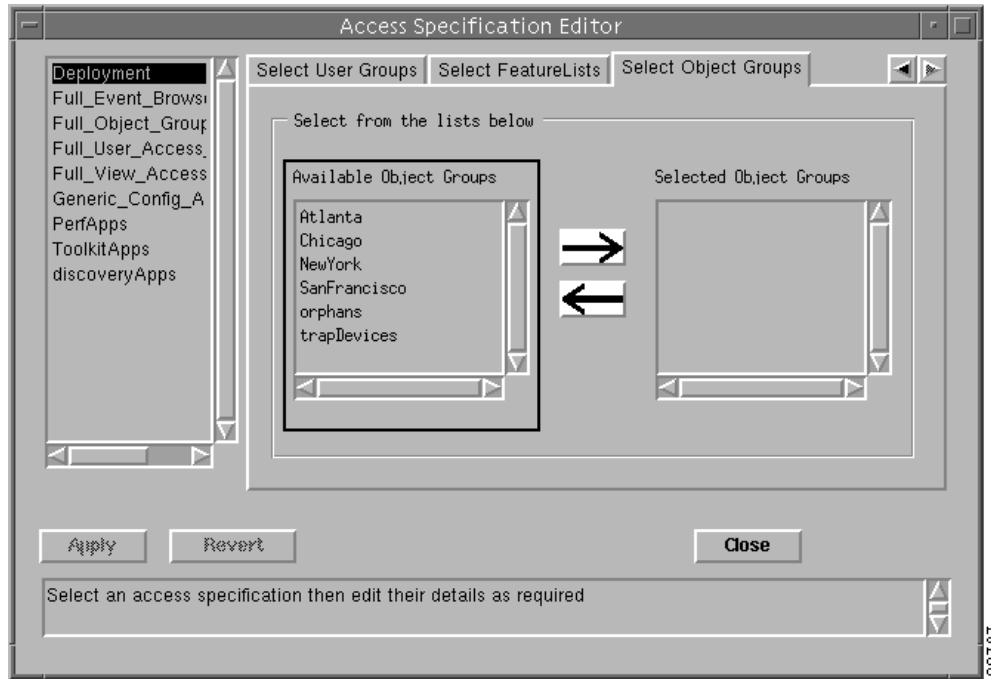 Access Specification Editor
Deployment
Full_Event_Brows
Full_Object_Group
Full_User_Access_
Full_View_Access
Generic_Config_A
PerfApps
ToolkitApps
discoveryApps
Select User Groups
Select FeatureLists
Select Object Groups
Select from the lists below
Available Object Groups
Atlanta
Chicago
NewYork
SanFrancisco
orphans
trapDevices
Selected Object Groups
Apply
Revert
Close
Select an access specification then edit their details as required